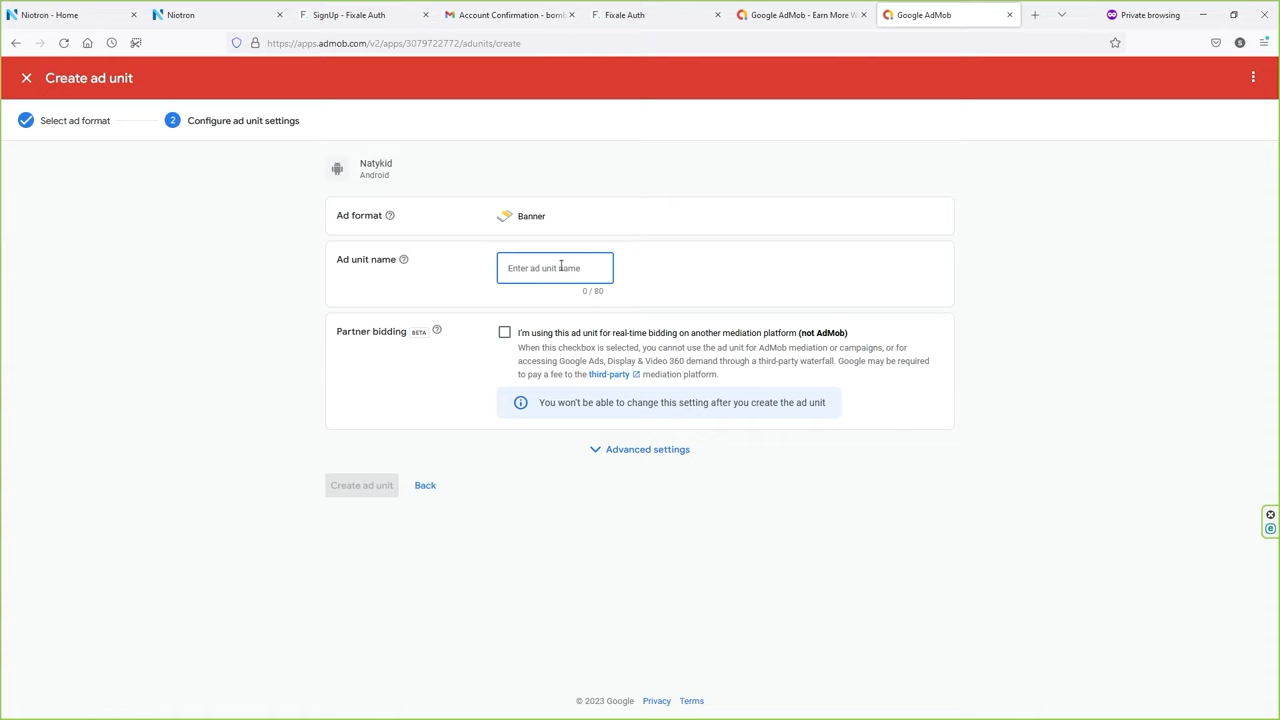 Niotron - Home
Niotron
SignUp - Fixale Auth
Account Confirmation - bom
Fixale Auth
Google AdMob - Earn More
Google AdMob
Private browsing
https://apps.admob.com/v2/apps/3079722772/adunits/create
S
Create ad unit
Select ad format
2 Configure ad unit settings
Natykid
Android
Ad format
Banner
Ad unit name
Enter ad unit name
0 / 80
Partner bidding BETA
I'm using this ad unit for real-time bidding on another mediation platform (not AdMob)
When this checkbox is selected, you cannot use the ad unit for AdMob mediation or campaigns, or for
accessing Google Ads, Display & Video 360 demand through a third-party waterfall. Google may be required
to pay a fee to the third-party mediation platform.
You won't be able to change this setting after you create the ad unit
Advanced settings
Create ad unit
Back
© 2023 Google
Privacy
Terms